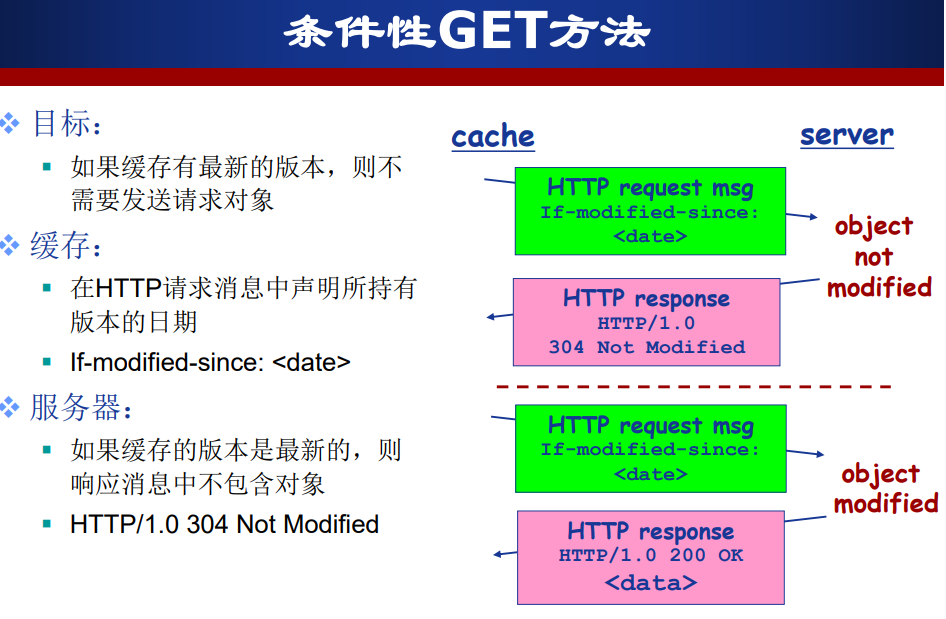 条件性GET方法
目标：
如果缓存有最新的版本，则不
需要发送请求对象
缓存：
在HTTP请求消息中声明所持有
版本的日期
If-modified-since: <date>
服务器：
如果缓存的版本是最新的，则
响应消息中不包含对象
HTTP/1.0 304 Not Modified
cache
server
HTTP request msg
If-modified-since:
<date>
object
not
modified
HTTP response
HTTP/1.0
304 Not Modified
HTTP request msg
If-modified-since:
<date>
object
modified
HTTP response
HTTP/1.0 200 OK
<data>